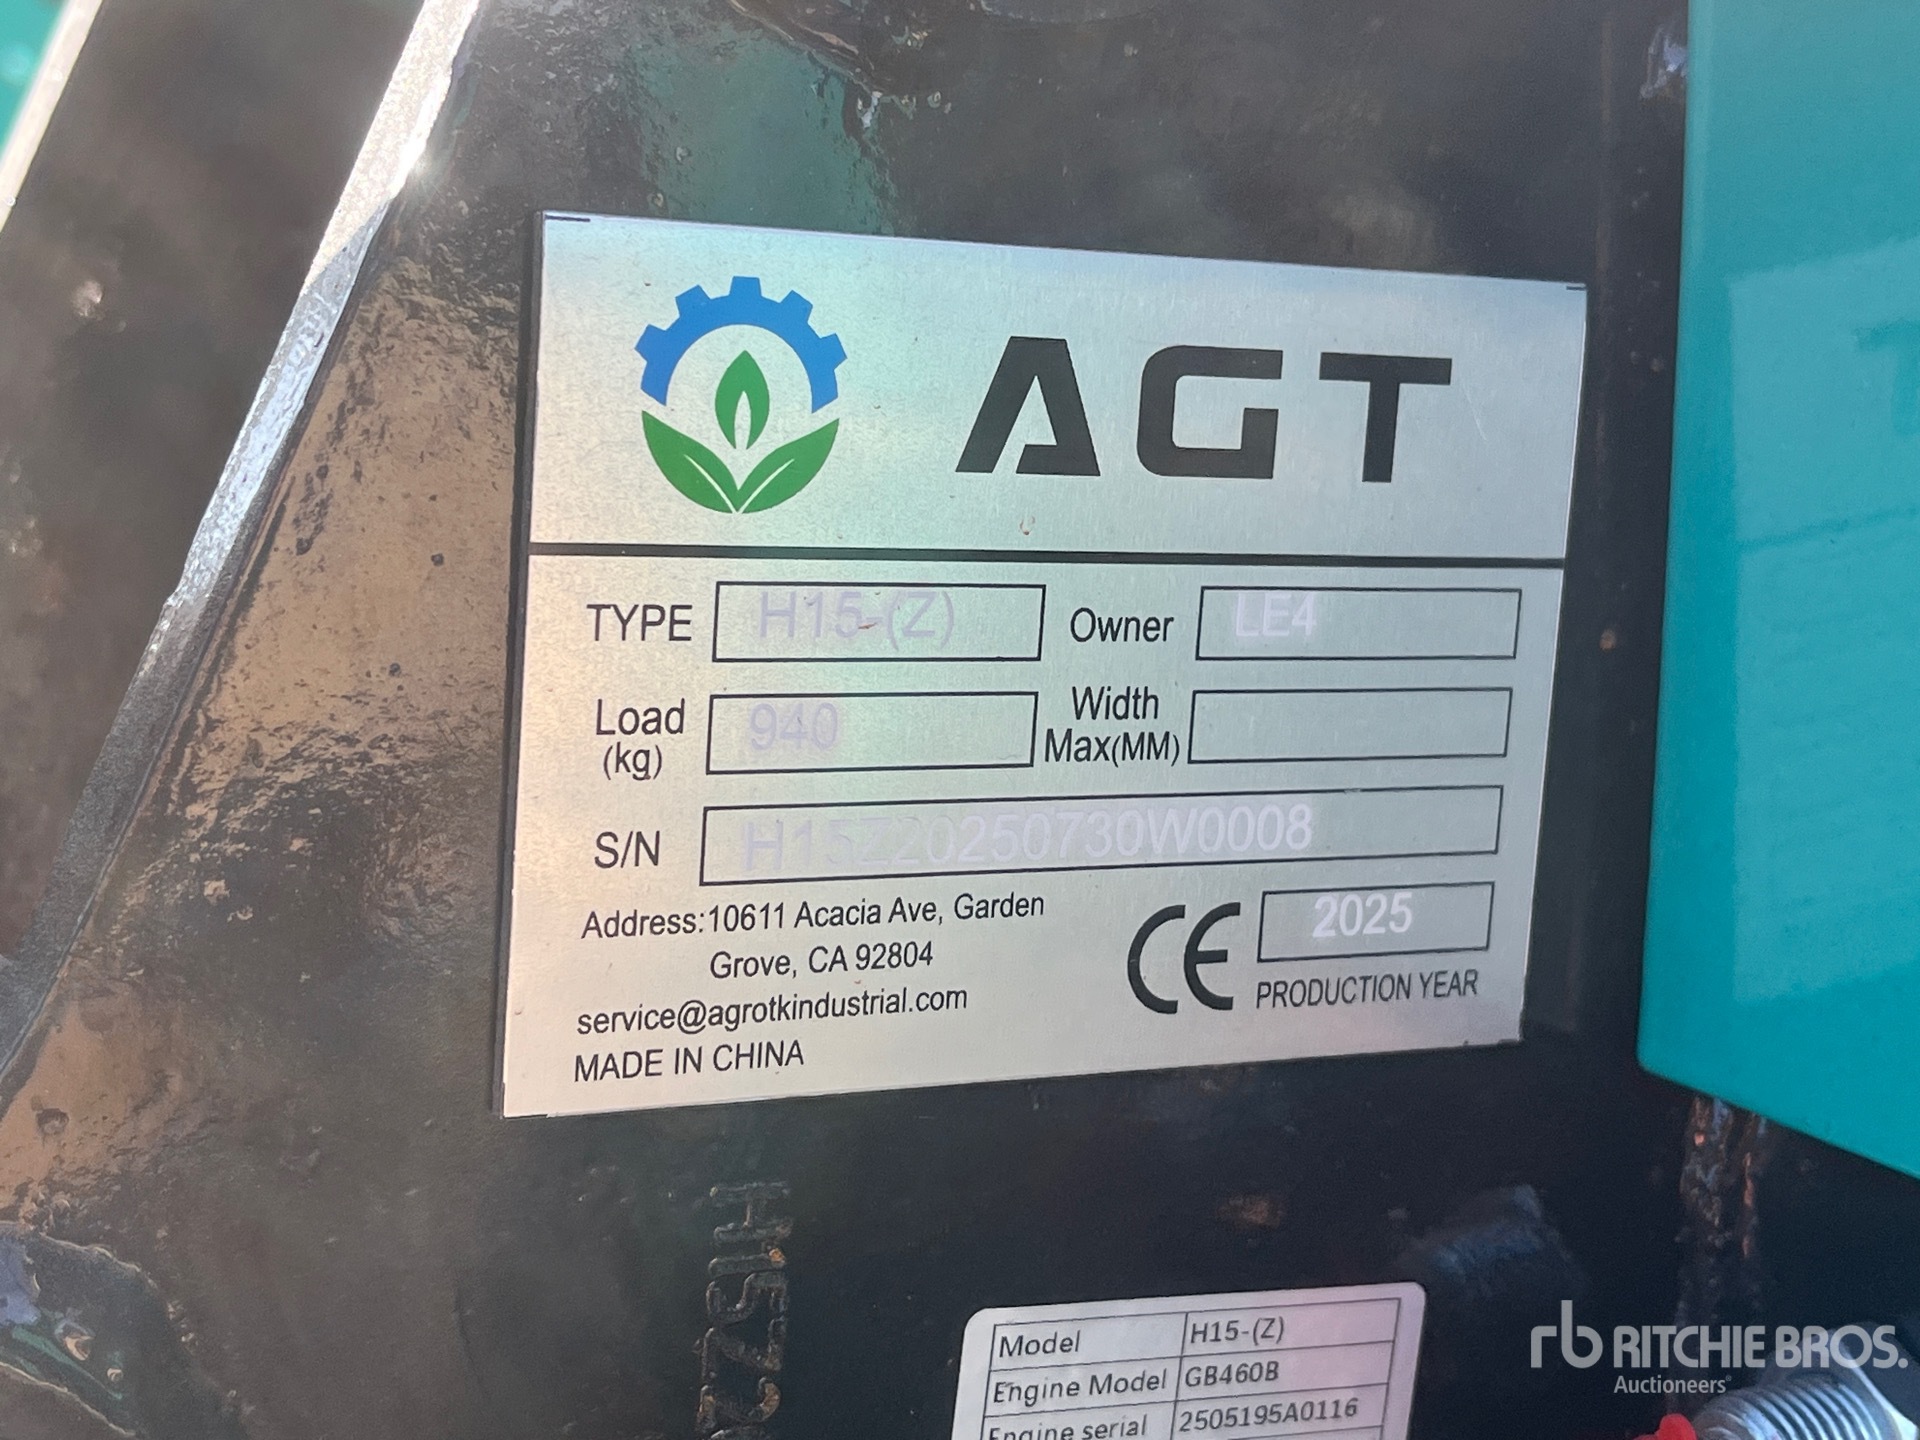 AGT
TYPE H15-(Z) Owner LE4
Load (kg) 940 Width Max(MM)
S/N H15Z20250730W0008
Address:10611 Acacia Ave, Garden
Grove, CA 92804
service@agrotkindustrial.com
MADE IN CHINA
CE 2025
PRODUCTION YEAR
H15Z2
Model H15-(Z)
Engine Model GB460B
Engine serial 2505195A0116
rb RITCHIE BROS.
Auctioneers